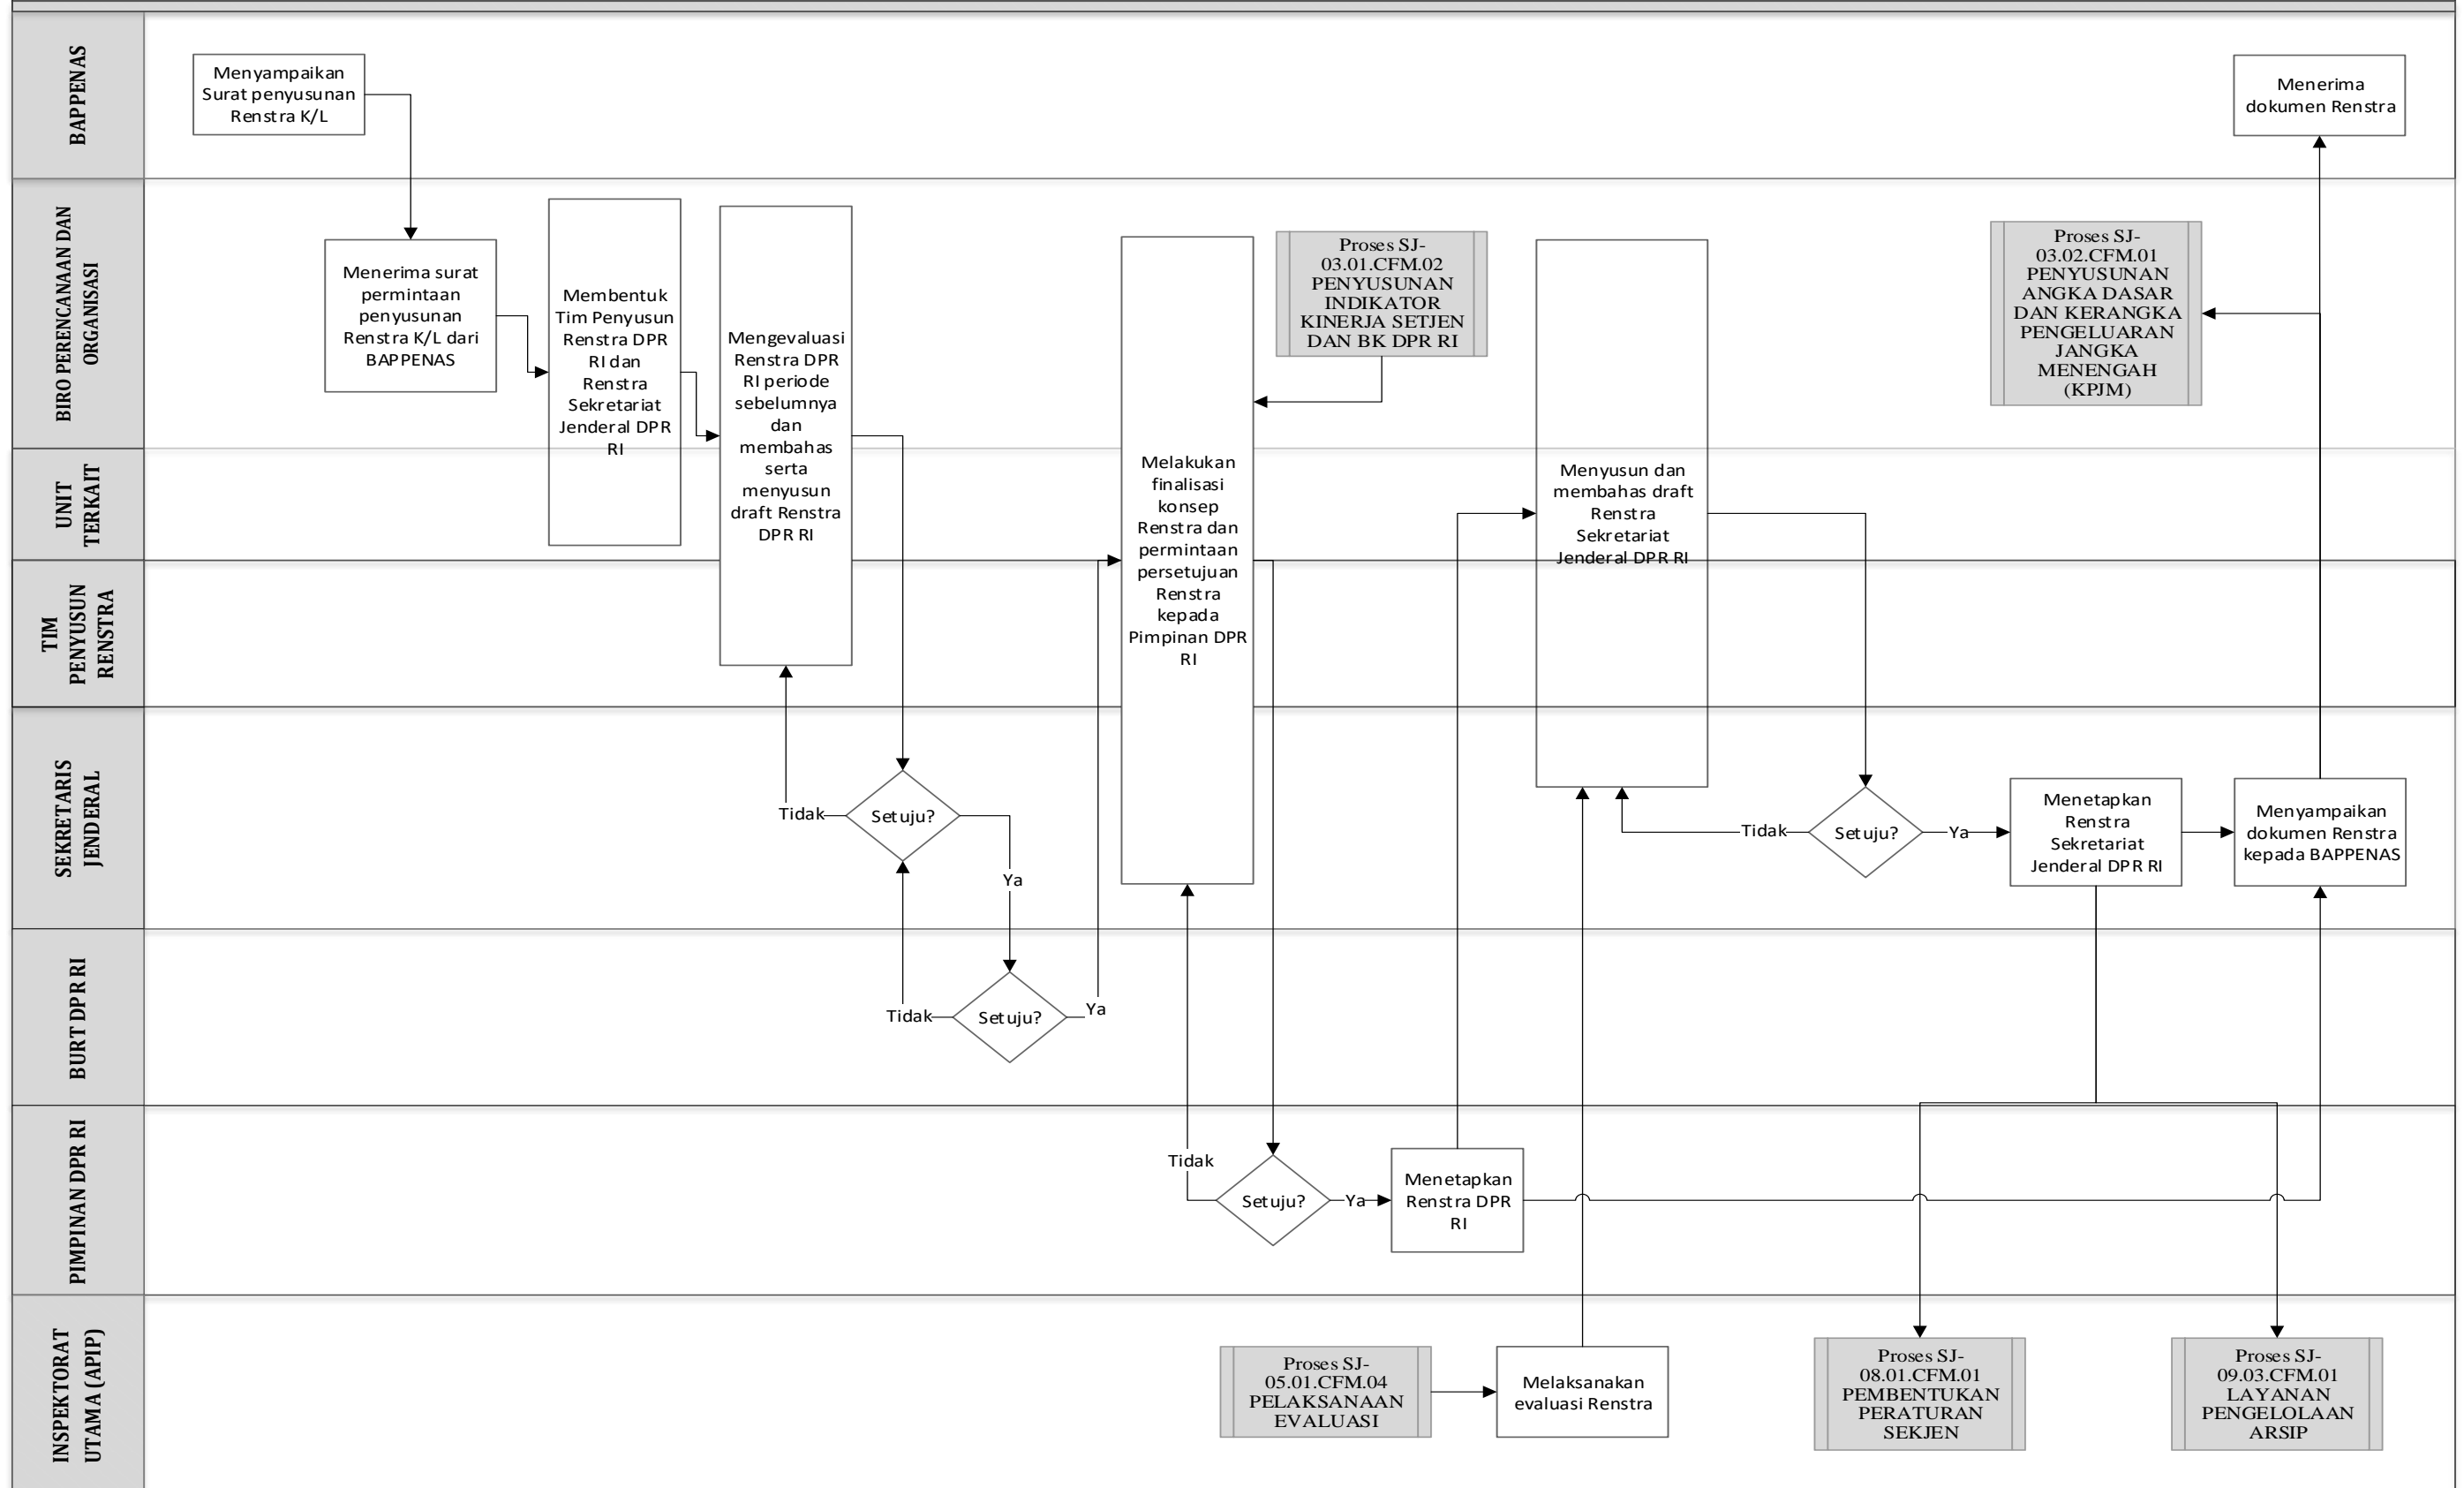 BAPPENAS
Menyampaikan
Surat penyusunan
Renstra K/L
Menerima
dokumen Renstra
BIRO PERENCANAAN DAN
ORGANISASI
Menerima surat
permintaan
penyusunan
Renstra K/L dari
BAPPENAS
Membentuk
Tim Penyusun
Renstra DPR
RI dan
Renstra
Sekretariat
Jenderal DPR
RI
Mengevaluasi
Renstra DPR
RI periode
sebelumnya
dan
membahas
serta
menyusun
draft Renstra
DPR RI
Melakukan
finalisasi
konsep
Renstra dan
permintaan
persetujuan
Renstra
kepada
Pimpinan DPR
RI
Proses SJ-
03.01.CFM.02
PENYUSUNAN
INDIKATOR
KINERJA SETJEN
DAN BK DPR RI
Menyusun dan
membahas draft
Renstra
Sekretariat
Jenderal DPR RI
Proses SJ-
03.02.CFM.01
PENYUSUNAN
ANGKA DASAR
DAN KERANGKA
PENGELUARAN
JANGKA
MENENGAH
(KPJM)
UNIT
TERKAIT
TIM
PENYUSUN
RENSTRA
SEKRETARIS
JENDERAL
Tidak
Setuju?
Ya
Tidak
Setuju?
Ya
Menetapkan
Renstra
Sekretariat
Jenderal DPR RI
Menyampaikan
dokumen Renstra
kepada BAPPENAS
BURT DPR RI
Tidak
Setuju?
Ya
PIMPINAN DPR RI
Tidak
Setuju?
Ya
Menetapkan
Renstra DPR
RI
INSPEKTORAT
UTAMA (APIP)
Proses SJ-
05.01.CFM.04
PELAKSANAAN
EVALUASI
Melaksanakan
evaluasi Renstra
Proses SJ-
08.01.CFM.01
PEMBENTUKAN
PERATURAN
SEKJEN
Proses SJ-
09.03.CFM.01
LAYANAN
PENGELOLAAN
ARSIP